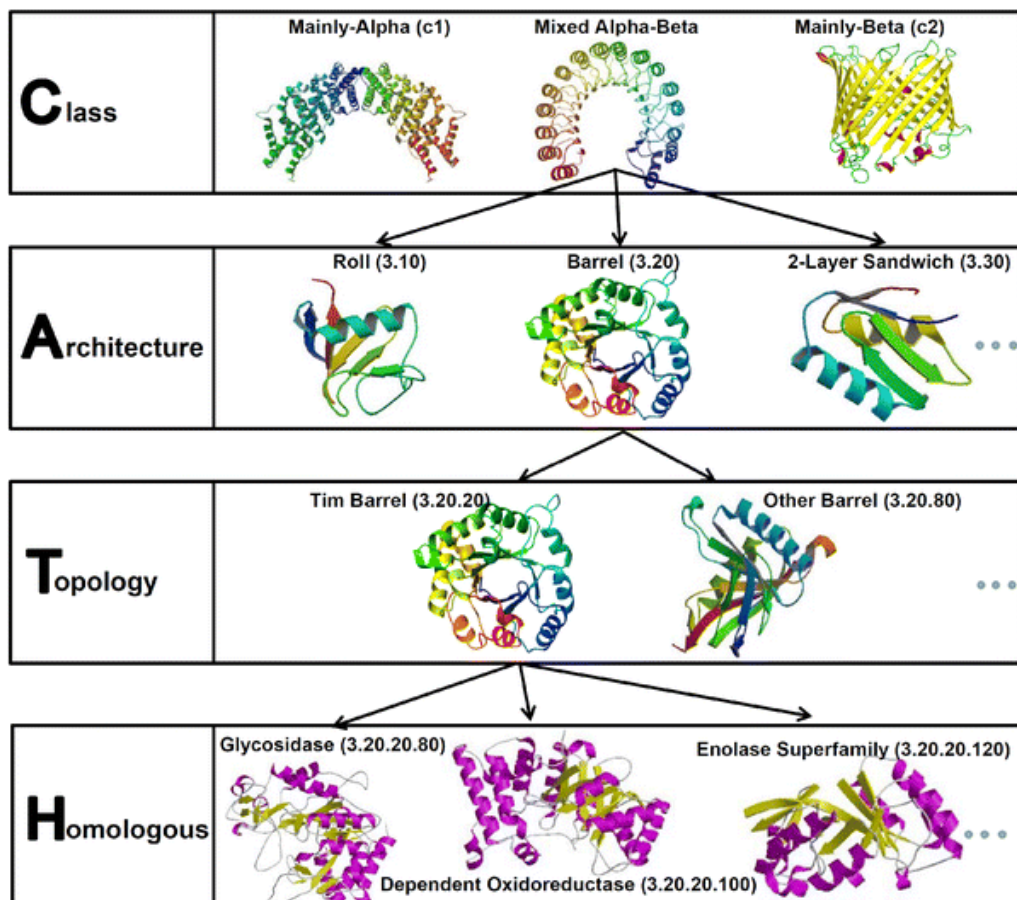 Mainly-Alpha (c1)
Mixed Alpha-Beta
Mainly-Beta (c2)
Class
Roll (3.10)
Barrel (3.20)
2-Layer Sandwich (3.30)
Architecture
Tim Barrel (3.20.20)
Other Barrel (3.20.80)
Topology
Glycosidase (3.20.20.80)
Enolase Superfamily (3.20.20.120)
Homologous
Dependent Oxidoreductase (3.20.20.100)